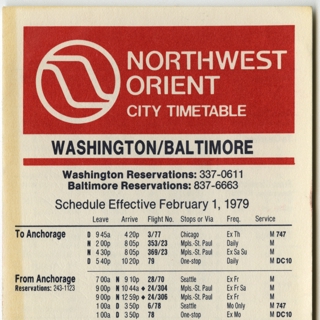 NORTHWEST
ORIENT
CITY TIMETABLE
WASHINGTON/BALTIMORE
Washington Reservations: 337-0611
Baltimore Reservations: 837-6663
Schedule Effective February 1, 1979
Leave Arrive Flight No. Stops or Via Freq. Service
To Anchorage D 9 45a 4 20p 3/77 Chicago Ex Th M 747
N 2 00p 8 05p 353/23 Mpls.-St. Paul Daily M
N 4 30p 8 05p 369/23 Mpls.-St. Paul Ex Sa Su M
D 5 40p 10 20p 79 One-stop Daily M DC10
From Anchorage 7 00a N 9 10p 28/70 Seattle Ex Fr M
Reservations: 243-1123 9 00p N 10 44a 24/304 Mpls.-St. Paul Ex Fr Sa M
9 00p N 12 59p 24/306 Mpls.-St. Paul Ex Fr M
1 00a D 3 50p 6/78 Seattle Mo Only M 747
1 00a D 3 50p 78 One-stop Ex Mo M DC10